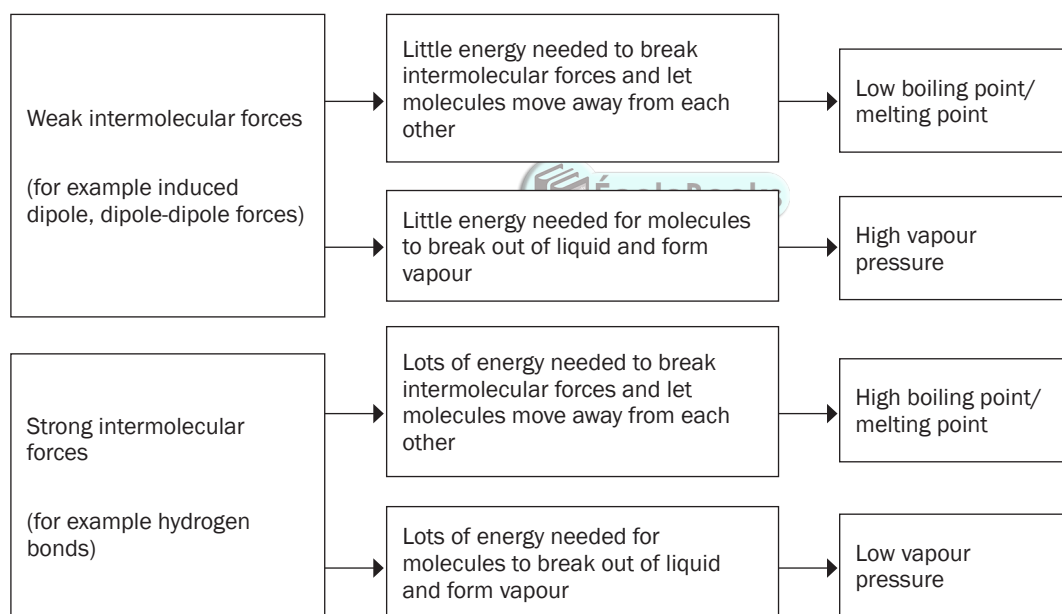 Weak intermolecular forces
(for example induced
dipole, dipole-dipole forces)
Little energy needed to break
intermolecular forces and let
molecules move away from each
other
Low boiling point/
melting point
Little energy needed for molecules
to break out of liquid and form
vapour
High vapour
pressure
Strong intermolecular
forces
(for example hydrogen
bonds)
Lots of energy needed to break
intermolecular forces and let
molecules move away from each
other
High boiling point/
melting point
Lots of energy needed for
molecules to break out of liquid
and form vapour
Low vapour
pressure